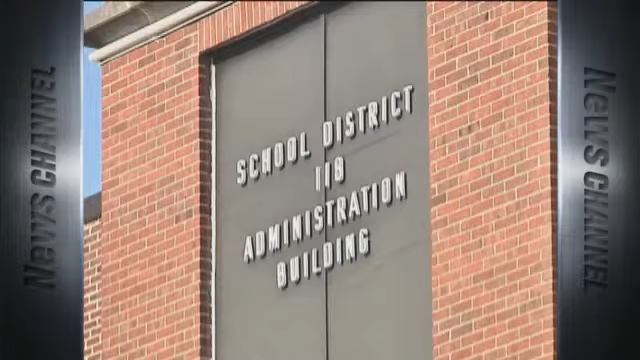 NEWS CHANNEL
SCHOOL DISTRICT
118
ADMINISTRATION
BUILDING
NEWS CHANNEL